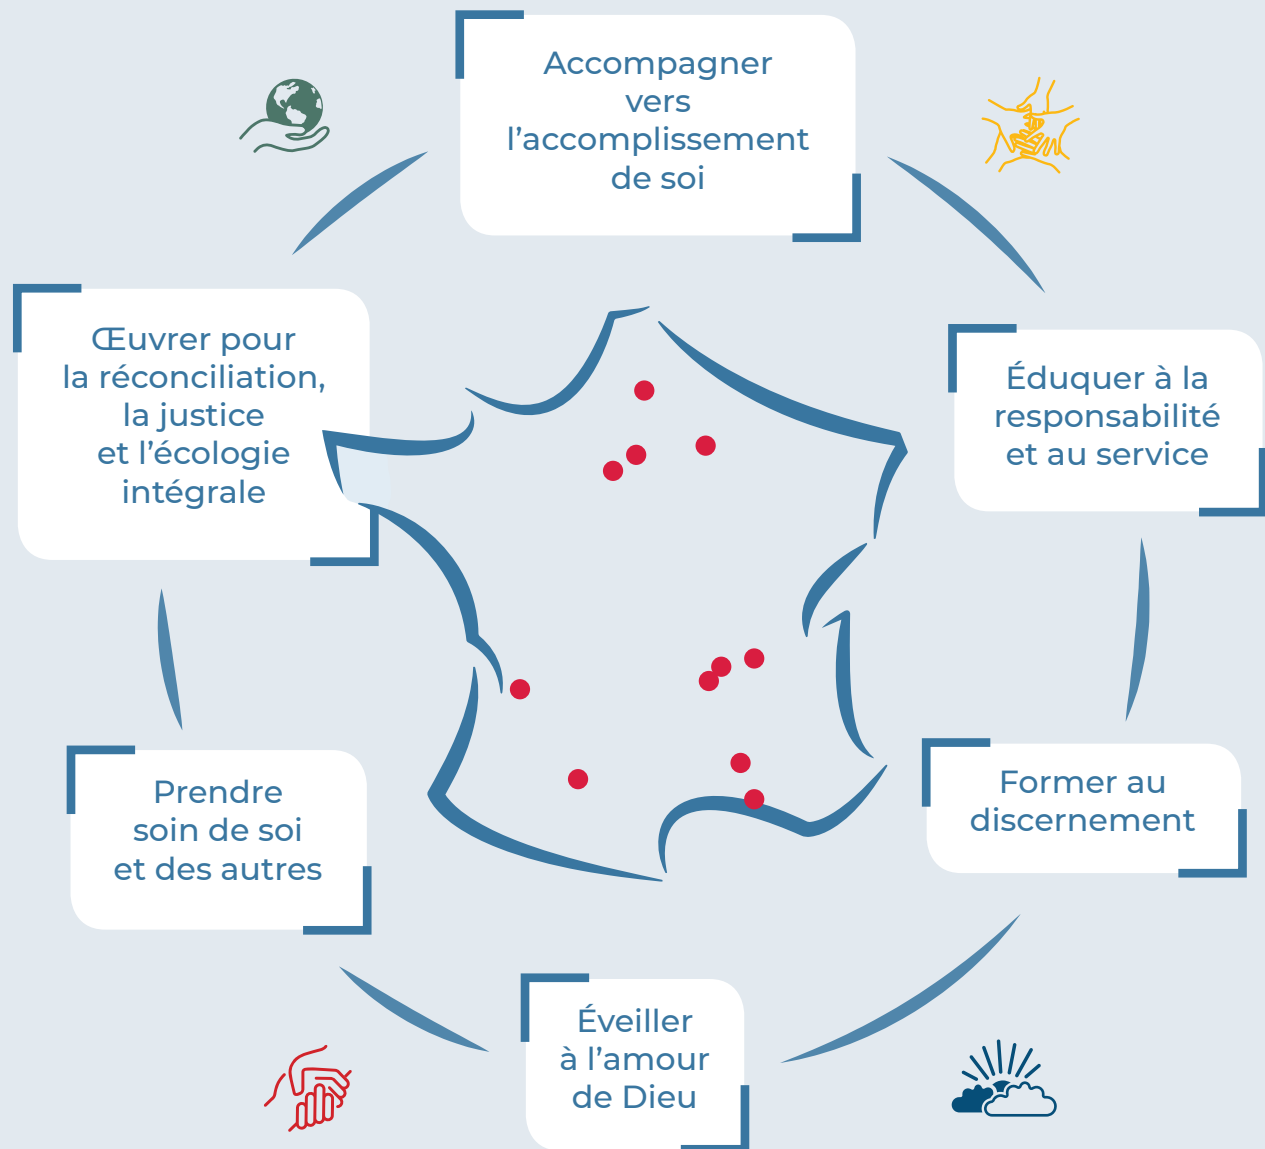 Accompagner
vers
l’accomplissement
de soi
Œuvrer pour
la réconciliation,
la justice
et l’écologie
intégrale
Éduquer à la
responsabilité
et au service
Prendre
soin de soi
et des autres
Former au
discernement
Éveiller
à l’amour
de Dieu